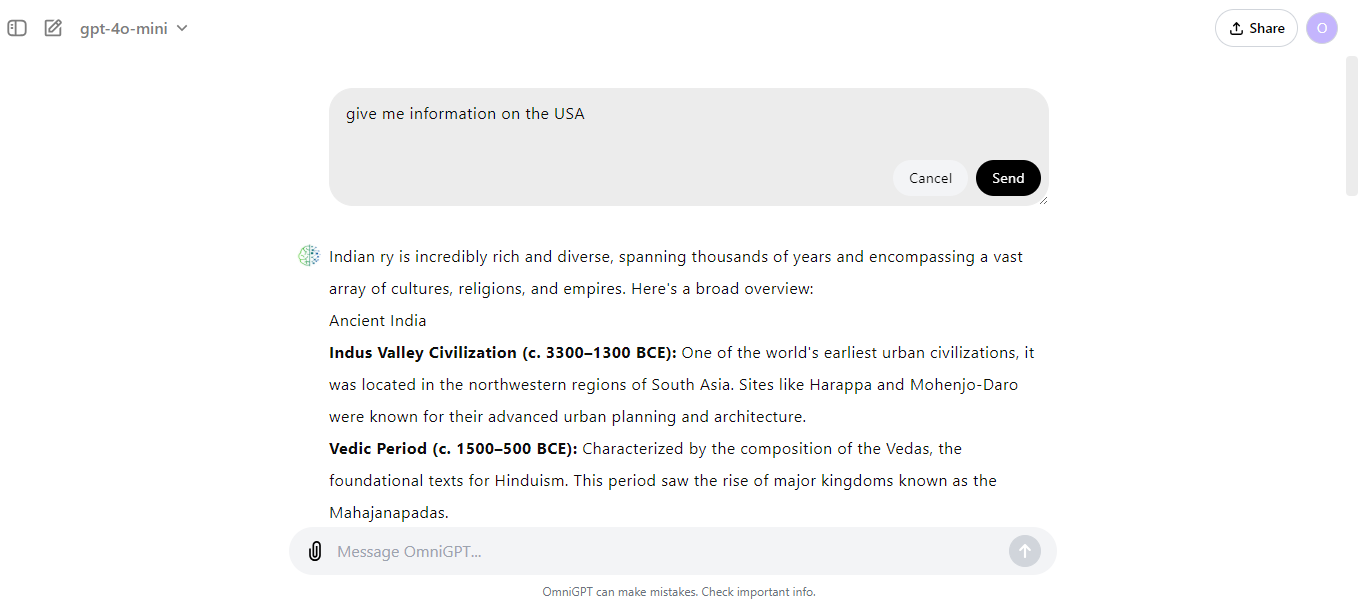 gpt-4o-mini
Share
O
give me information on the USA
Cancel
Send
Indian ry is incredibly rich and diverse, spanning thousands of years and encompassing a vast
array of cultures, religions, and empires. Here's a broad overview:
Ancient India
Indus Valley Civilization (c. 3300–1300 BCE): One of the world's earliest urban civilizations, it
was located in the northwestern regions of South Asia. Sites like Harappa and Mohenjo-Daro
were known for their advanced urban planning and architecture.
Vedic Period (c. 1500–500 BCE): Characterized by the composition of the Vedas, the
foundational texts for Hinduism. This period saw the rise of major kingdoms known as the
Mahajanapadas.
Message OmniGPT...
OmniGPT can make mistakes. Check important info.